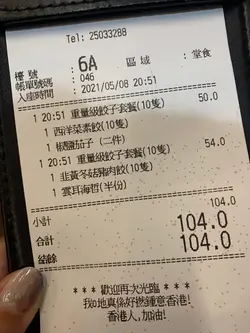 Tel: 25033288
檯號 : 6A 區域 : 堂食
帳單號碼 : 046
入座時間 : 2021/05/08 20:51
1 20:51 重量級餃子套餐(10隻) 50.0
1 西洋菜素餃(10隻)
1 椒鹽茄子 (二件)
1 20:51 重量級餃子套餐(10隻) 54.0
1 韭黃冬菇豬肉餃(10隻)
1 雲耳海哲(半份)
小計 104.0
合計 104.0
結餘 104.0
*** 歡迎再次光臨 ***
我哋真係好撚鍾意香港!
香港人,加油!